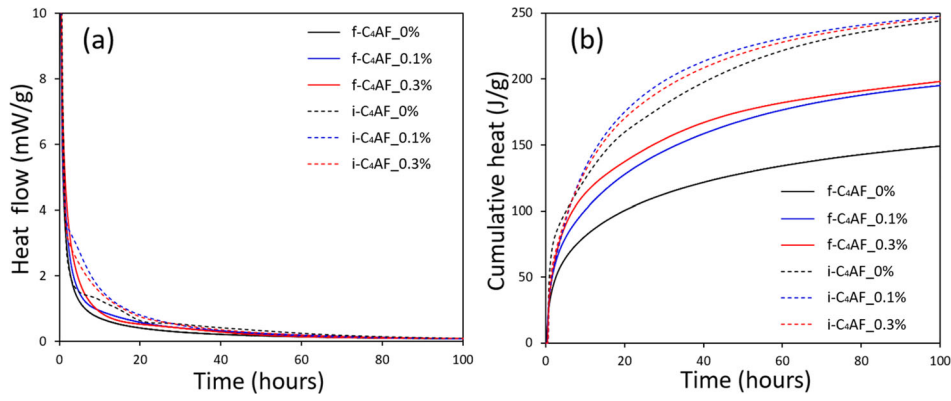 (a)
Heat flow (mW/g)
10
8
6
4
2
0
0 20 40 60 80 100
Time (hours)
f-C₄AF_0%
f-C₄AF_0.1%
f-C₄AF_0.3%
i-C₄AF_0%
i-C₄AF_0.1%
i-C₄AF_0.3%
(b)
Cumulative heat (J/g)
250
200
150
100
50
0
0 20 40 60 80 100
Time (hours)
f-C₄AF_0%
f-C₄AF_0.1%
f-C₄AF_0.3%
i-C₄AF_0%
i-C₄AF_0.1%
i-C₄AF_0.3%